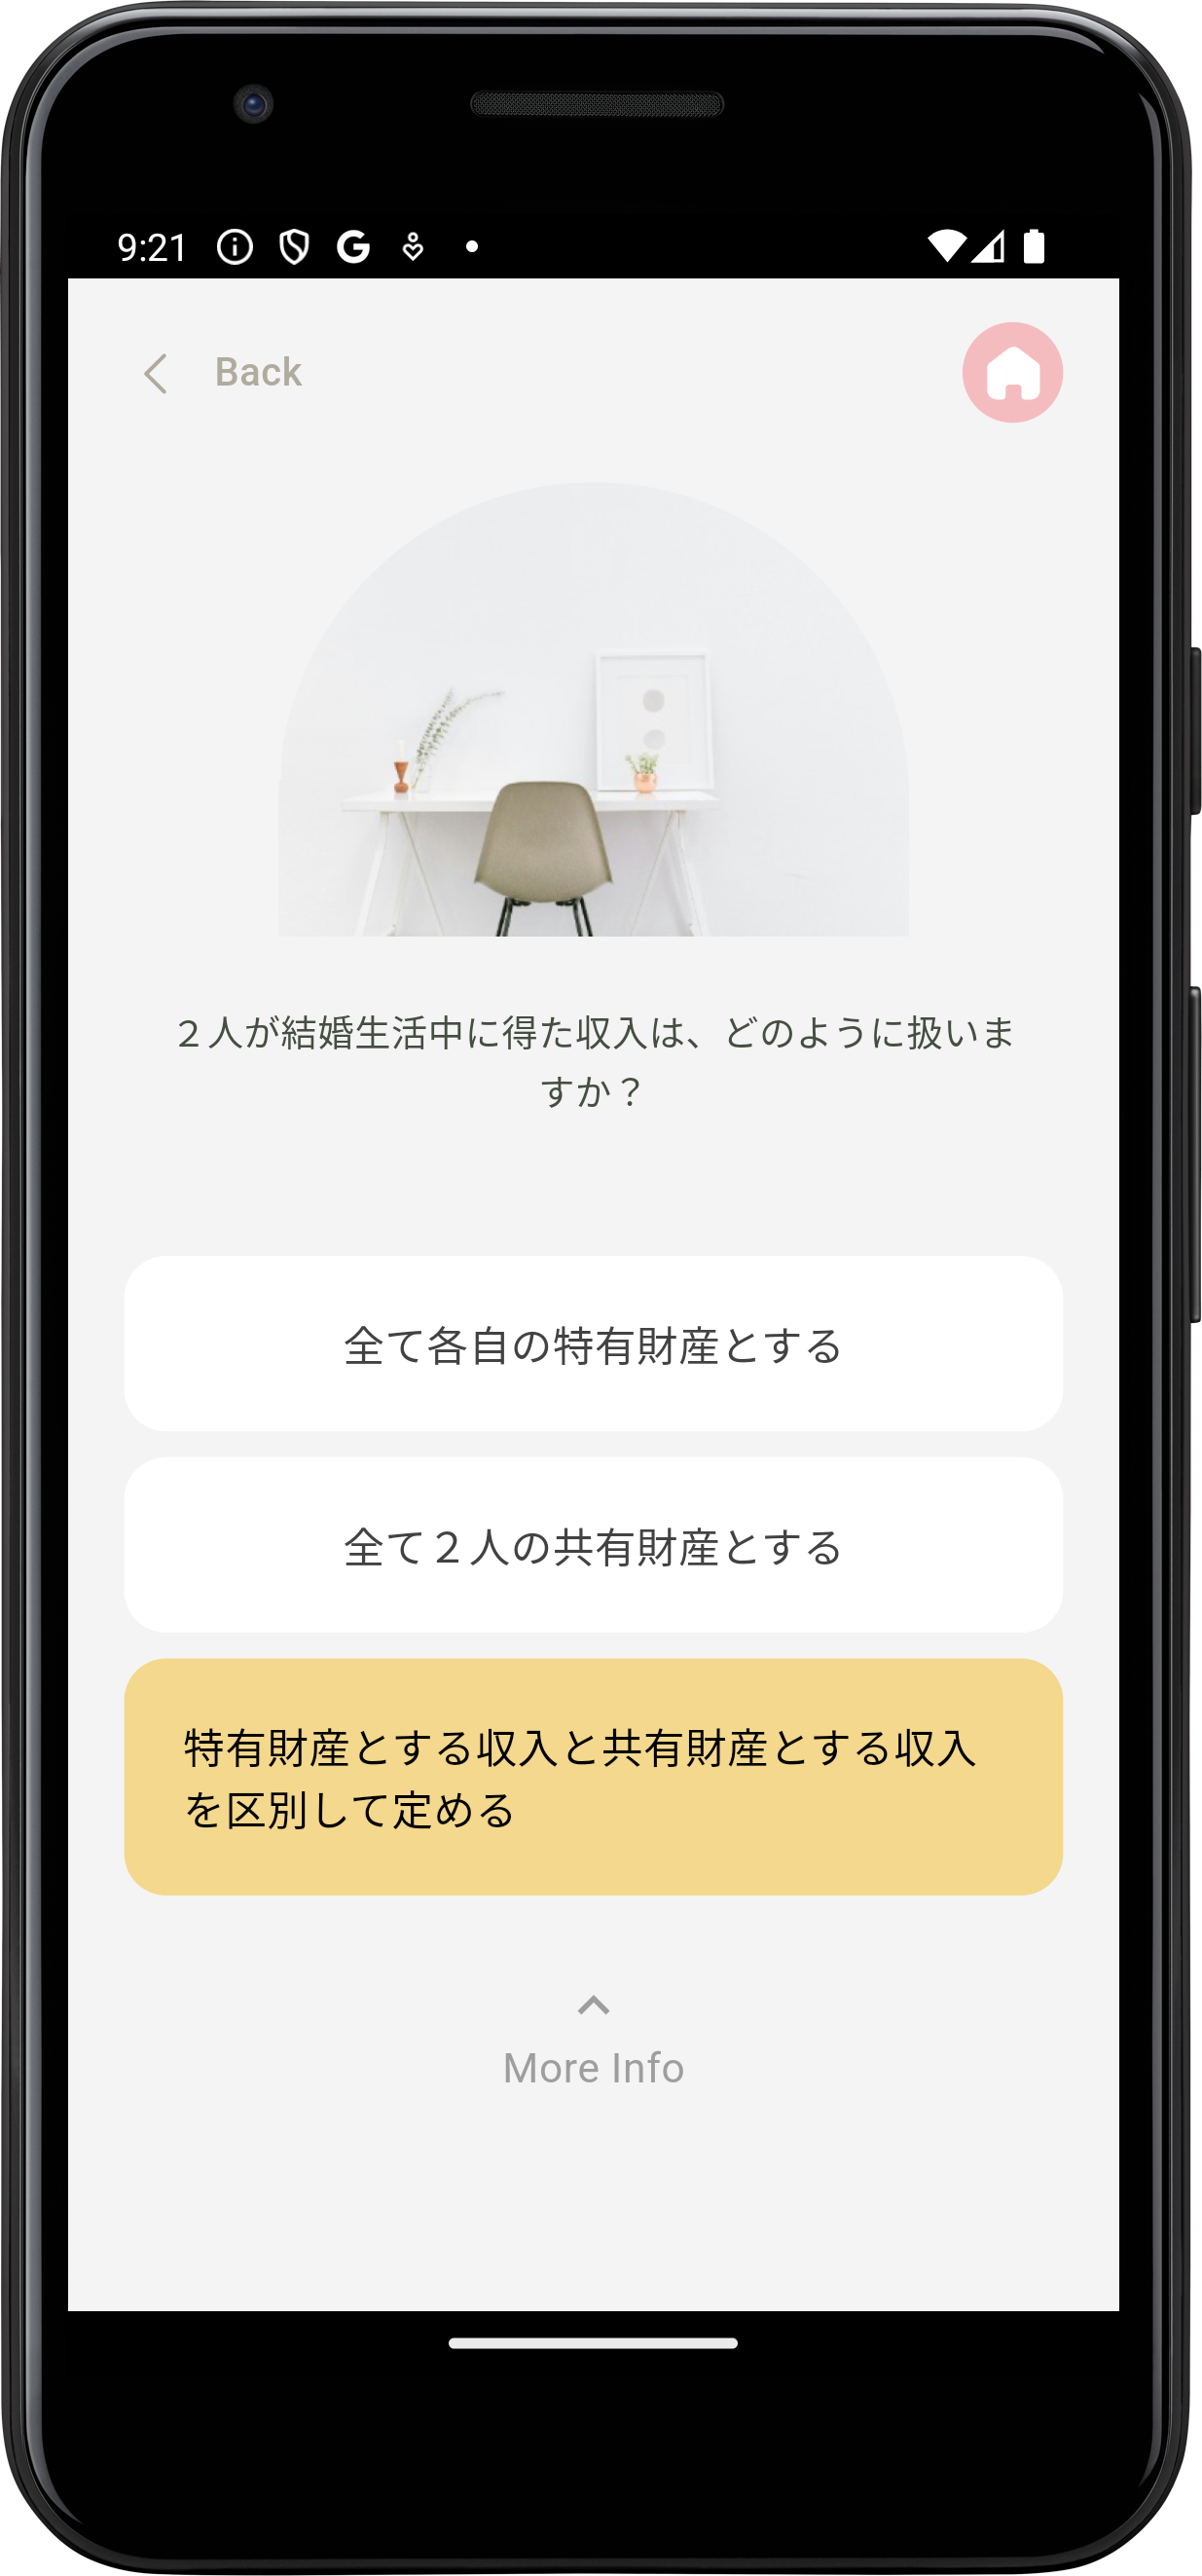 9:21
Back
２人が結婚生活中に得た収入は、どのように扱いま
すか？
全て各自の特有財産とする
全て２人の共有財産とする
特有財産とする収入と共有財産とする収入
を区別して定める
More Info